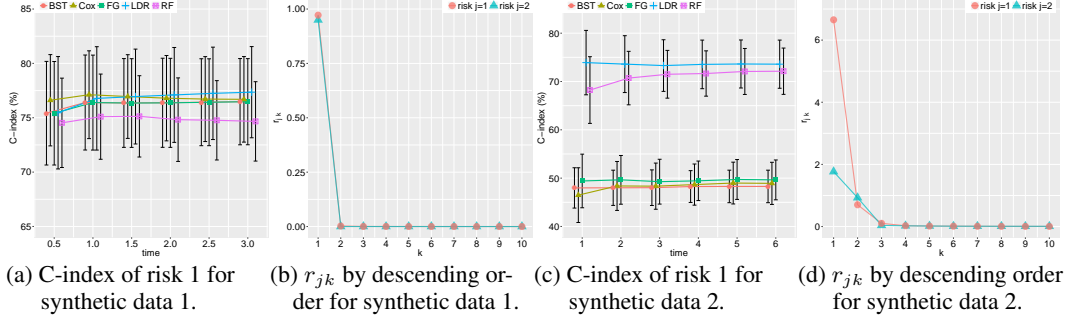 BST Cox FG LDR RF
C-index (%)
85
80
75
70
65
0.5 1.0 1.5 2.0 2.5 3.0
time
(a) C-index of risk 1 for
synthetic data 1.
risk j=1 risk j=2
r j k
1.00
0.75
0.50
0.25
0.00
1 2 3 4 5 6 7 8 9 10
k
(b) r_{jk} by descending or-
der for synthetic data 1.
BST Cox FG LDR RF
C-index (%)
90
80
70
60
50
40
1 2 3 4 5 6
time
(c) C-index of risk 1 for
synthetic data 2.
risk j=1 risk j=2
r j k
6
4
2
0
1 2 3 4 5 6 7 8 9 10
k
(d) r_{jk} by descending order
for synthetic data 2.